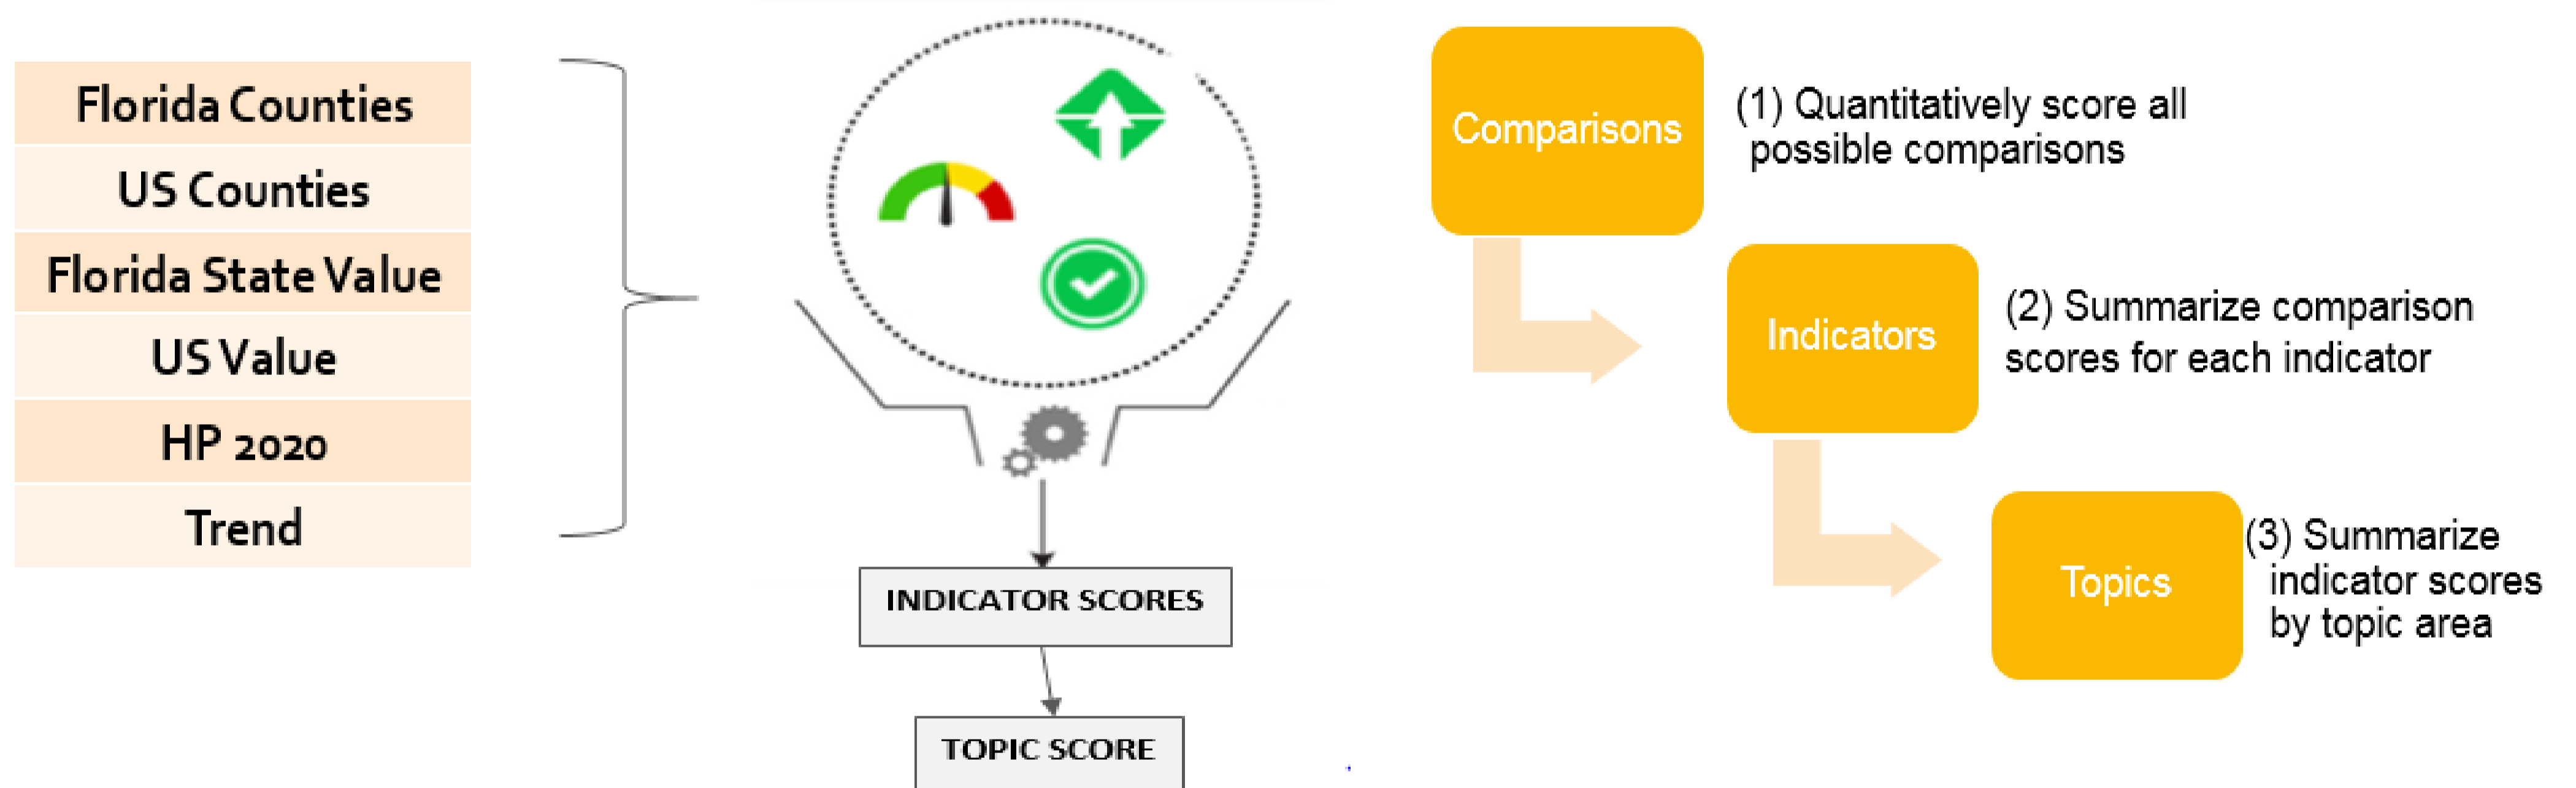 Florida Counties
US Counties
Florida State Value
US Value
HP 2020
Trend
INDICATOR SCORES
TOPIC SCORE
Comparisons
(1) Quantitatively score all
possible comparisons
Indicators
(2) Summarize comparison
scores for each indicator
Topics
(3) Summarize
indicator scores
by topic area